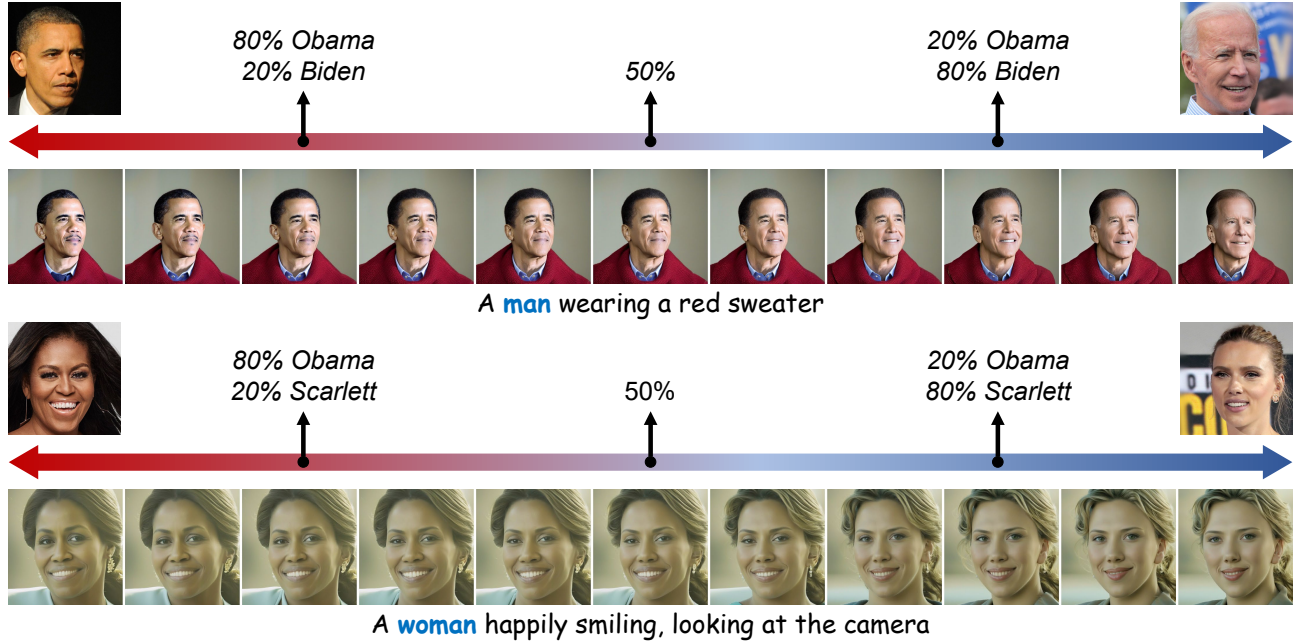 80% Obama
20% Biden
50%
20% Obama
80% Biden
A man wearing a red sweater
80% Obama
20% Scarlett
50%
20% Obama
80% Scarlett
A woman happily smiling, looking at the camera